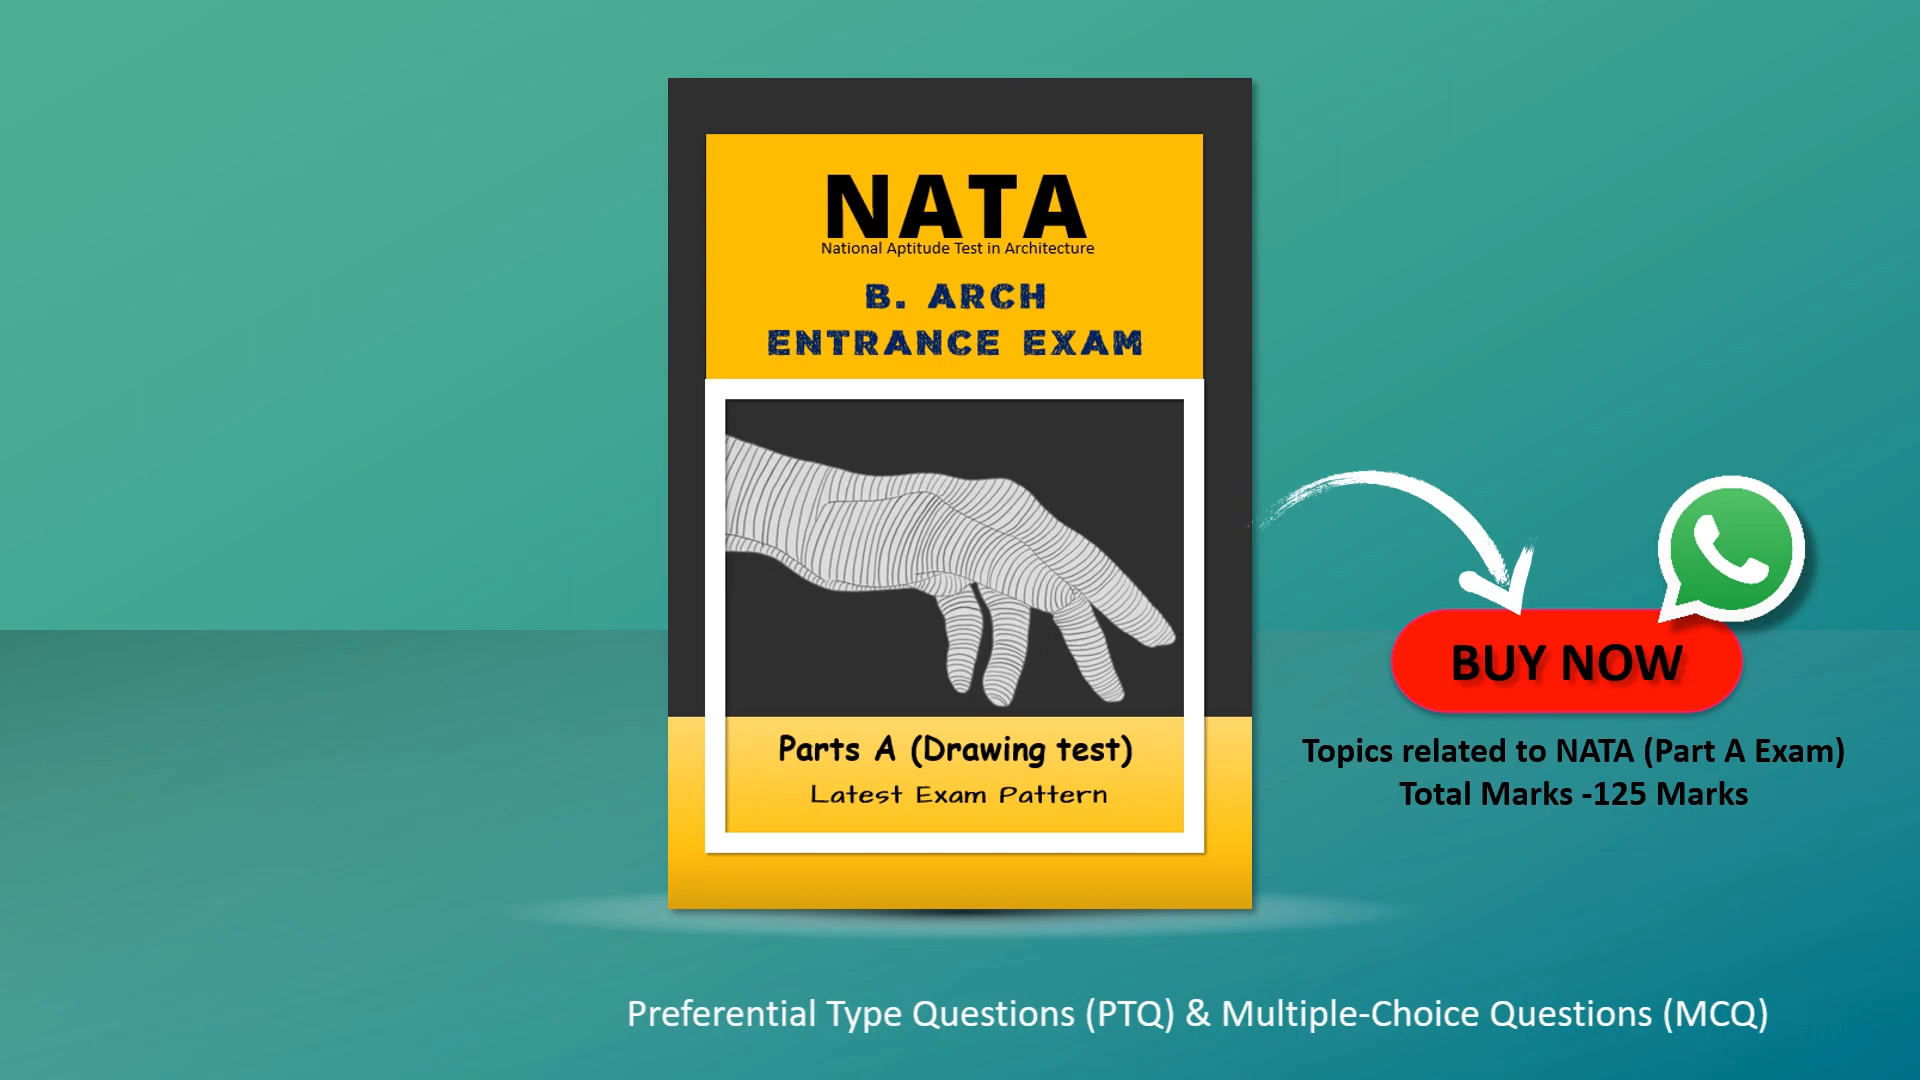 NATA
National Aptitude Test in Architecture
B. ARCH
ENTRANCE EXAM
Parts A (Drawing test)
Latest Exam Pattern
BUY NOW
Topics related to NATA (Part A Exam)
Total Marks -125 Marks
Preferential Type Questions (PTQ) & Multiple-Choice Questions (MCQ)